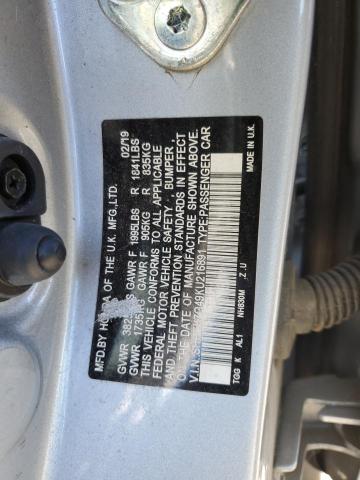 MFD.BY HONDA OF THE U.K. MFG.,LTD. 02/19
GVWR GAWR F 1995LBS R 1841LBS
GVWR 1735 GAWR F 905KG R 835KG
THIS VEHICLE CONFORMS TO ALL APPLICABLE
FEDERAL MOTOR VEHICLE SAFETY, BUMPER,
AND THEFT PREVENTION STANDARDS IN EFFECT
ON THE DATE OF MANUFACTURE SHOWN ABOVE.
V.I.N. TYPE:PASSENGER CAR
TGG K AL1 NH830M Z.U MADE IN U.K.